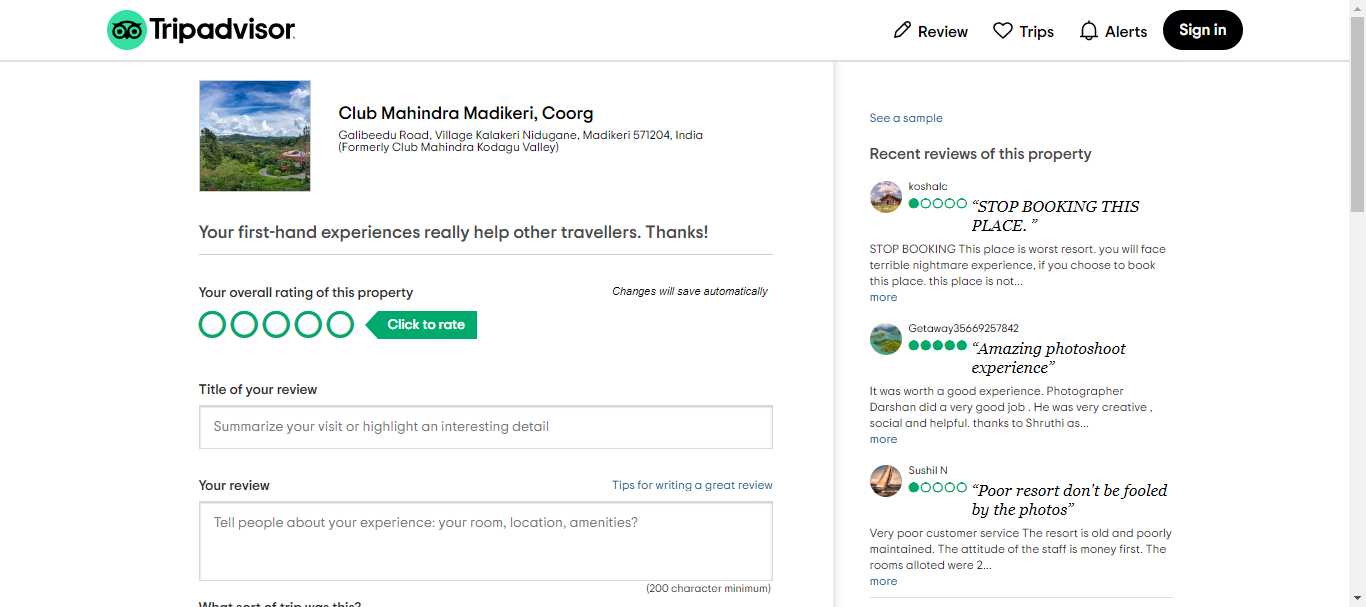 Tripadvisor
Review
Trips
Alerts
Sign in
Club Mahindra Madikeri, Coorg
Galibeedu Road, Village Kalakeri Nidugane, Madikeri 571204, India
(Formerly Club Mahindra Kodagu Valley)
Your first-hand experiences really help other travellers. Thanks!
Your overall rating of this property
Changes will save automatically
Click to rate
Title of your review
Summarize your visit or highlight an interesting detail
Your review
Tips for writing a great review
Tell people about your experience: your room, location, amenities?
(200 character minimum)
What sort of trip was this?
See a sample
Recent reviews of this property
koshalc
“STOP BOOKING THIS
PLACE. ”
STOP BOOKING This place is worst resort. you will face
terrible nightmare experience, if you choose to book
this place. this place is not...
more
Getaway35669257842
“Amazing photoshoot
experience”
It was worth a good experience. Photographer
Darshan did a very good job . He was very creative ,
social and helpful. thanks to Shruthi as...
more
Sushil N
“Poor resort don't be fooled
by the photos”
Very poor customer service The resort is old and poorly
maintained. The attitude of the staff is money first. The
rooms alloted were 2...
more